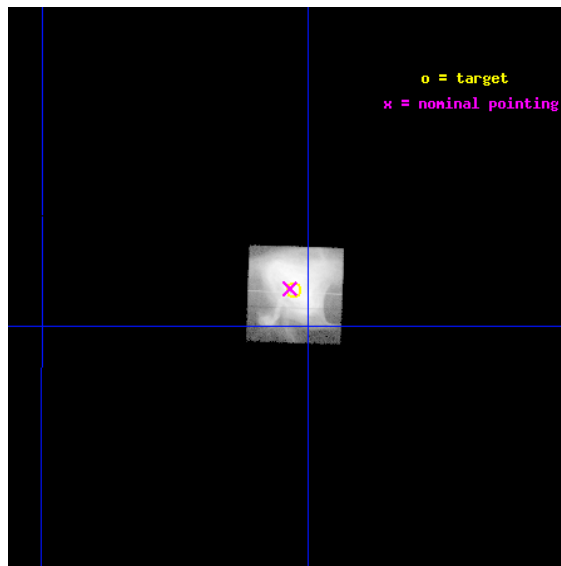 o = target
x = nominal pointing